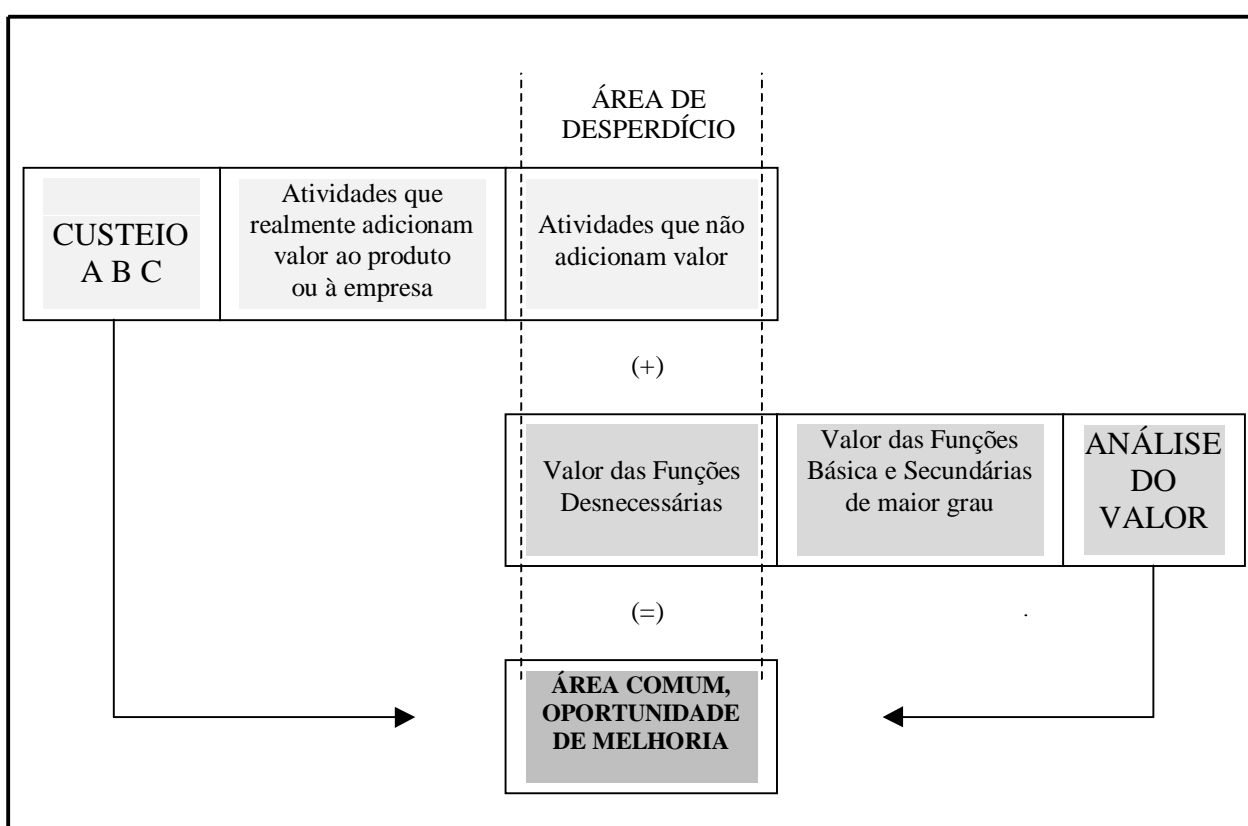 ÁREA DE
DESPERDÍCIO
CUSTEIO
A B C
Atividades que
realmente adicionam
valor ao produto
ou à empresa
Atividades que não
adicionam valor
(+)
Valor das Funções
Desnecessárias
Valor das Funções
Básica e Secundárias
de maior grau
ANÁLISE
DO
VALOR
(=)
.
ÁREA COMUM,
OPORTUNIDADE
DE MELHORIA